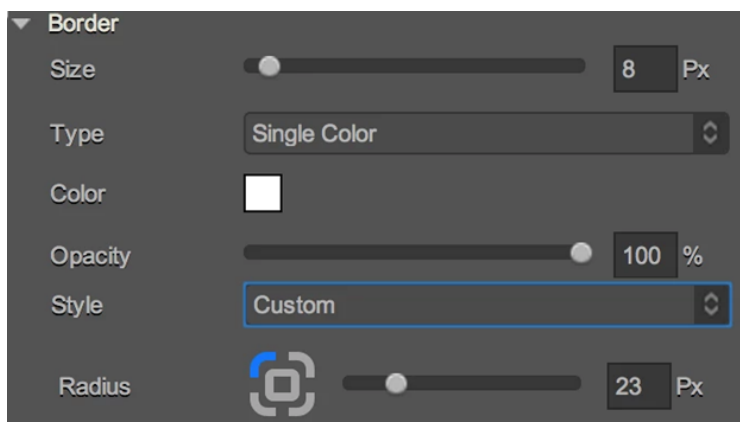 Border
Size 8 Px
Type Single Color
Color
Opacity 100 %
Style Custom
Radius 23 Px